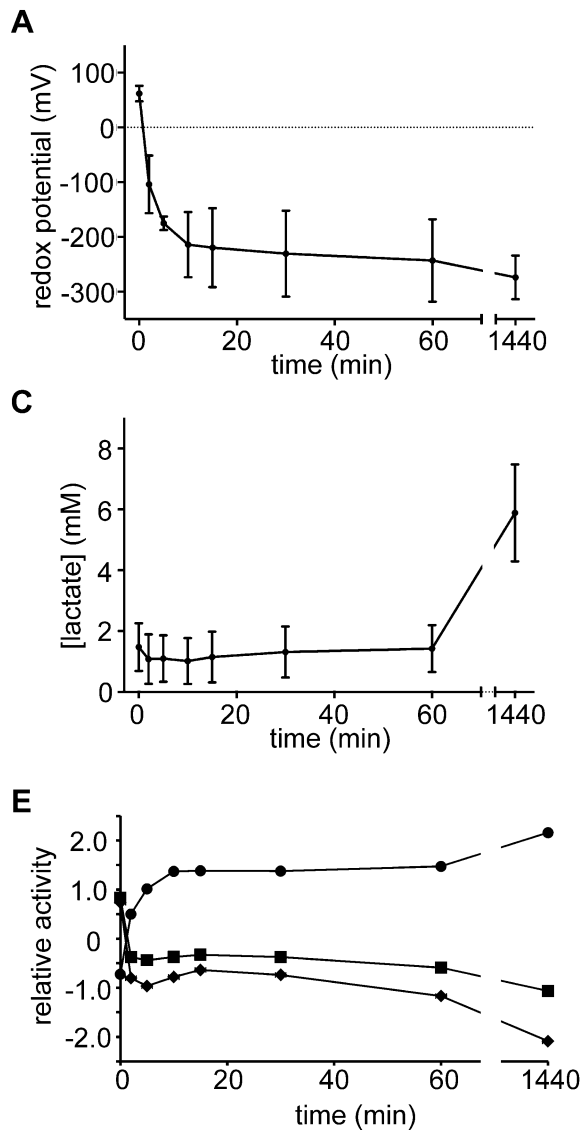 A
redox potential (mV)
100
0
-100
-200
-300
0 20 40 60 1440
time (min)
C
[lactate] (mM)
8
6
4
2
0
0 20 40 60 1440
time (min)
E
relative activity
2.0
1.0
0
-1.0
-2.0
0 20 40 60 1440
time (min)